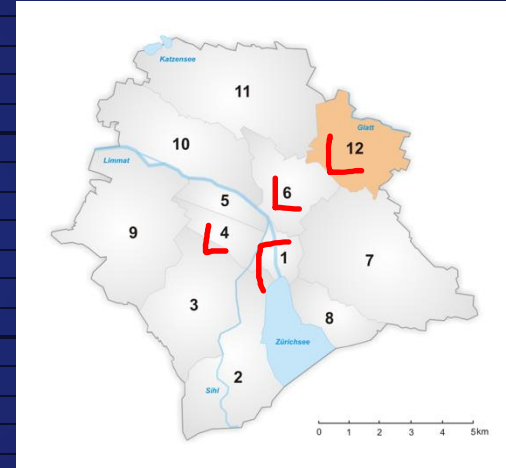 Katzensee
11
Glatt
12
10
Limmat
6
5
9
4
1
7
3
8
Zürichsee
2
Sihl
0 1 2 3 4 5km